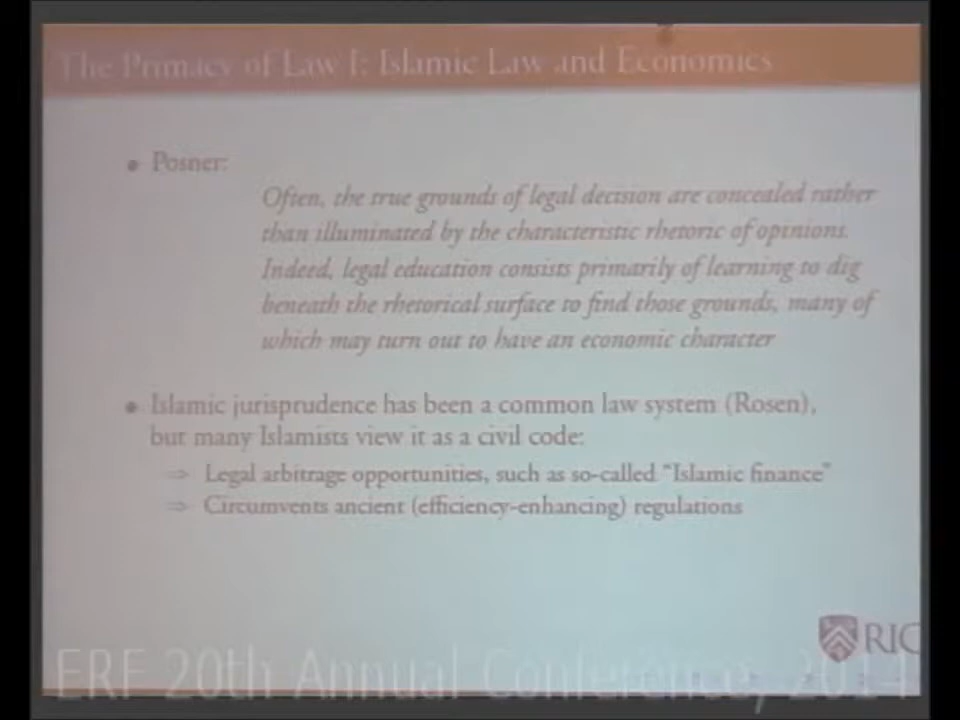 The Primacy of Law I: Islamic Law and Economics
• Posner:
Often, the true grounds of legal decision are concealed rather
than illuminated by the characteristic rhetoric of opinions.
Indeed, legal education consists primarily of learning to dig
beneath the rhetorical surface to find those grounds, many of
which may turn out to have an economic character
• Islamic jurisprudence has been a common law system (Rosen),
but many Islamists view it as a civil code:
⇒ Legal arbitrage opportunities, such as so-called “Islamic finance”
⇒ Circumvents ancient (efficiency-enhancing) regulations
RIC
ERF 20th Annual Conference, 2014